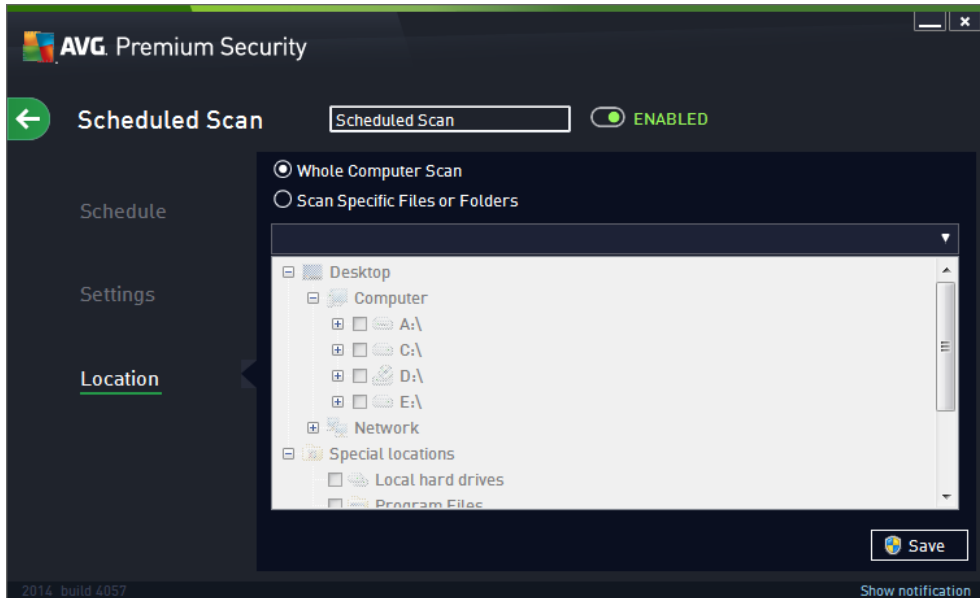 AVG. Premium Security
Scheduled Scan
Scheduled Scan
ENABLED
Schedule
Settings
Location
Whole Computer Scan
Scan Specific Files or Folders
Desktop
Computer
A:\
C:\
D:\
E:\
Network
Special locations
Local hard drives
Program Files
Save
2014 build 4057
Show notification